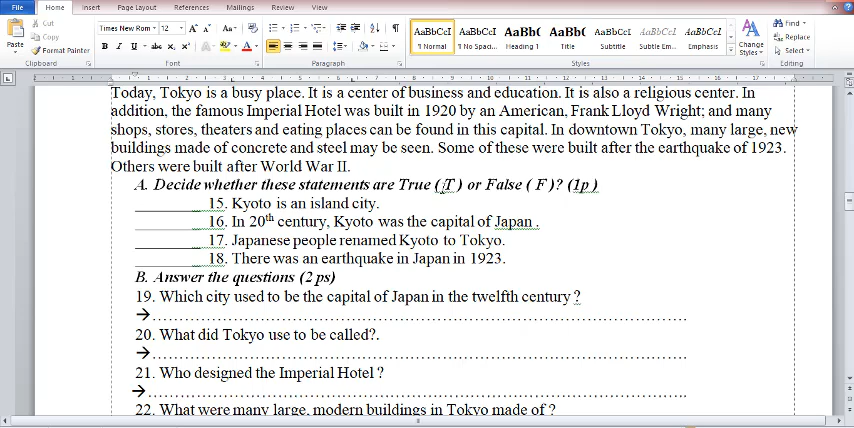 File Home Insert Page Layout References Mailings Review View
Cut
Copy
Format Painter
Paste
Times New Rom 12
Clipboard Font Paragraph Styles
AaBbCcI AaBbCcI AaBb( AaBb( AaBbCcI AaBbCcI AaBbCcI
¶ Normal ¶ No Spaci... Heading 1 Title Subtitle Subtle Em... Emphasis
Change Styles
Find
Replace
Select
Editing
Today, Tokyo is a busy place. It is a center of business and education. It is also a religious center. In
addition, the famous Imperial Hotel was built in 1920 by an American, Frank Lloyd Wright; and many
shops, stores, theaters and eating places can be found in this capital. In downtown Tokyo, many large, new
buildings made of concrete and steel may be seen. Some of these were built after the earthquake of 1923.
Others were built after World War II.
A. Decide whether these statements are True ( T ) or False ( F )? (1p )
________ 15. Kyoto is an island city.
________ 16. In 20th century, Kyoto was the capital of Japan .
________ 17. Japanese people renamed Kyoto to Tokyo.
________ 18. There was an earthquake in Japan in 1923.
B. Answer the questions (2 ps)
19. Which city used to be the capital of Japan in the twelfth century ?
→……………………………………………………………………
20. What did Tokyo use to be called?.
→……………………………………………………………………
21. Who designed the Imperial Hotel ?
→……………………………………………………………………
22. What were many large, modern buildings in Tokyo made of ?